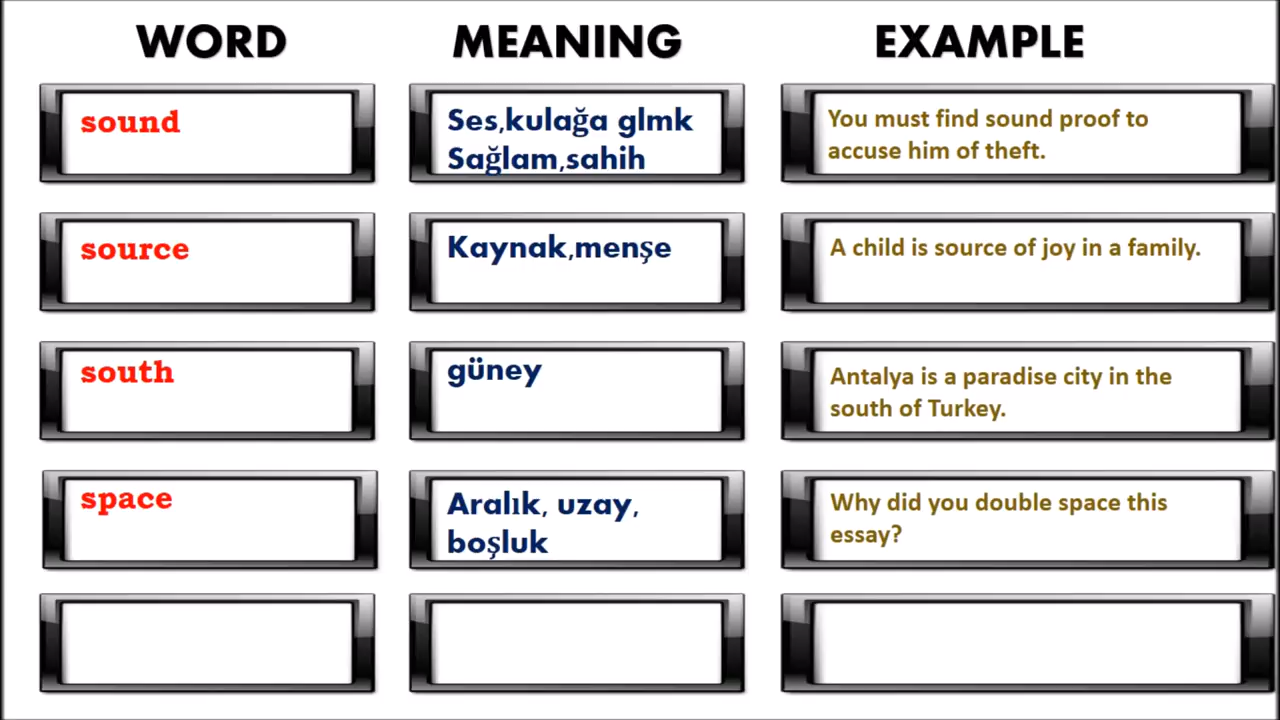 WORD MEANING EXAMPLE
sound
Ses,kulağa glmk
Sağlam,sahih
You must find sound proof to
accuse him of theft.
source
Kaynak,menşe
A child is source of joy in a family.
south
güney
Antalya is a paradise city in the
south of Turkey.
space
Aralık, uzay,
boşluk
Why did you double space this
essay?